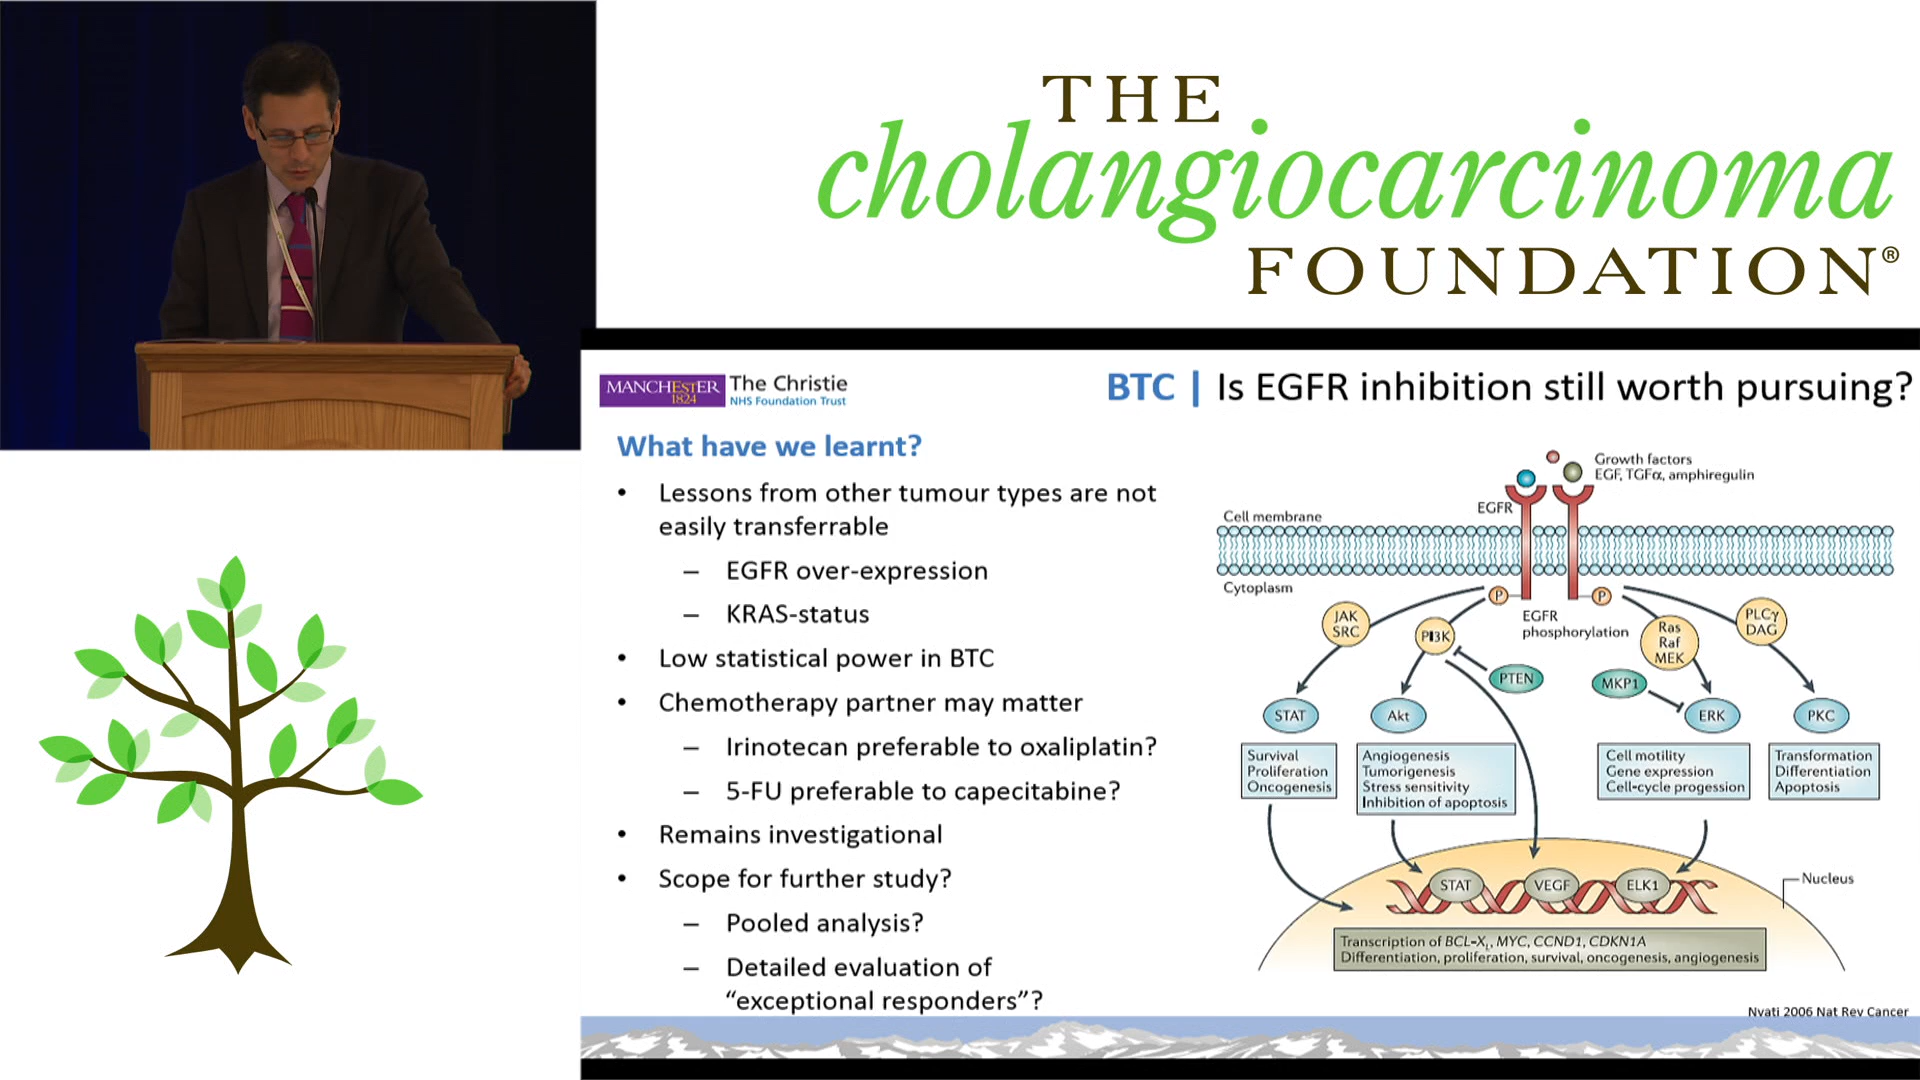 THE
cholangiocarcinoma
FOUNDATION®
MANCHESTER
1824
The Christie
NHS Foundation Trust
BTC | Is EGFR inhibition still worth pursuing?
What have we learnt?
• Lessons from other tumour types are not
easily transferrable
– EGFR over-expression
– KRAS-status
• Low statistical power in BTC
• Chemotherapy partner may matter
– Irinotecan preferable to oxaliplatin?
– 5-FU preferable to capecitabine?
• Remains investigational
• Scope for further study?
– Pooled analysis?
– Detailed evaluation of
“exceptional responders”?
Growth factors
EGF, TGFα, amphiregulin
EGFR
Cell membrane
Cytoplasm
P
P
EGFR
phosphorylation
JAK
SRC
PI3K
Ras
Raf
MEK
PLCγ
DAG
PTEN
MKP1
STAT
Akt
ERK
PKC
Survival
Proliferation
Oncogenesis
Angiogenesis
Tumorigenesis
Stress sensitivity
Inhibition of apoptosis
Cell motility
Gene expression
Cell-cycle progession
Transformation
Differentiation
Apoptosis
STAT
VEGF
ELK1
Nucleus
Transcription of BCL-XL, MYC, CCND1, CDKN1A
Differentiation, proliferation, survival, oncogenesis, angiogenesis
Nyati 2006 Nat Rev Cancer